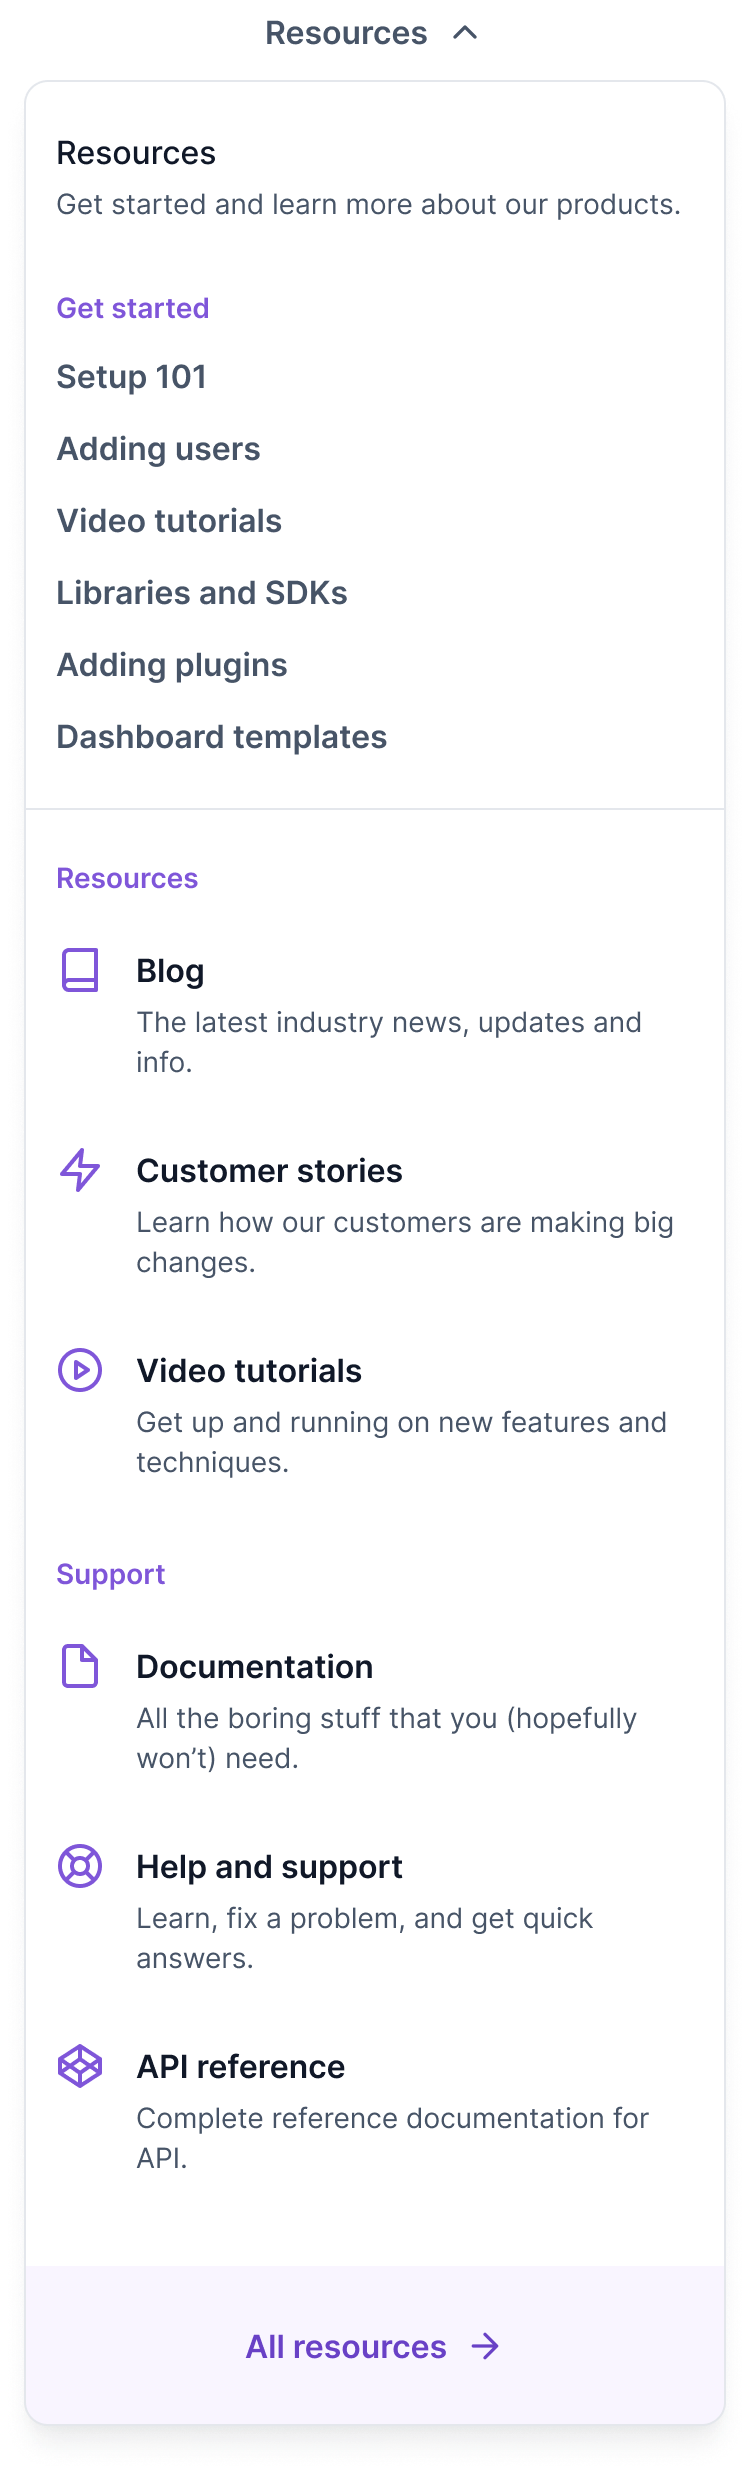 Resources
Resources
Get started and learn more about our products.
Get started
Setup 101
Adding users
Video tutorials
Libraries and SDKs
Adding plugins
Dashboard templates
Resources
Blog
The latest industry news, updates and
info.
Customer stories
Learn how our customers are making big
changes.
Video tutorials
Get up and running on new features and
techniques.
Support
Documentation
All the boring stuff that you (hopefully
won’t) need.
Help and support
Learn, fix a problem, and get quick
answers.
API reference
Complete reference documentation for
API.
All resources